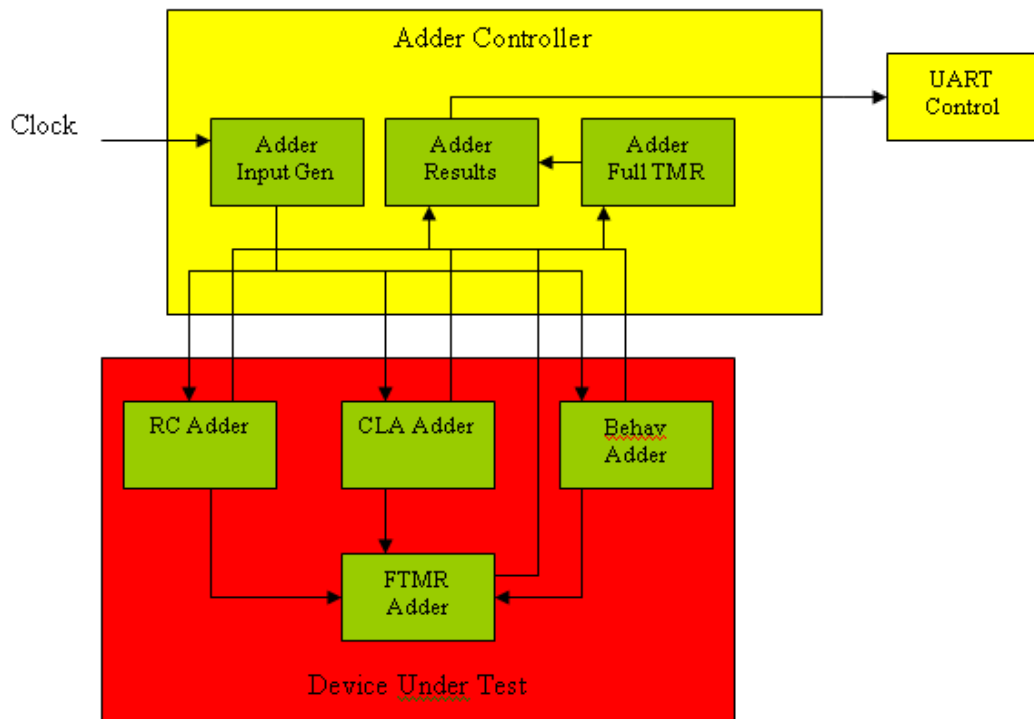 Adder Controller
UART
Control
Clock
Adder
Input Gen
Adder
Results
Adder
Full TMR
RC Adder
CLA Adder
Behav
Adder
FTMR
Adder
Device Under Test